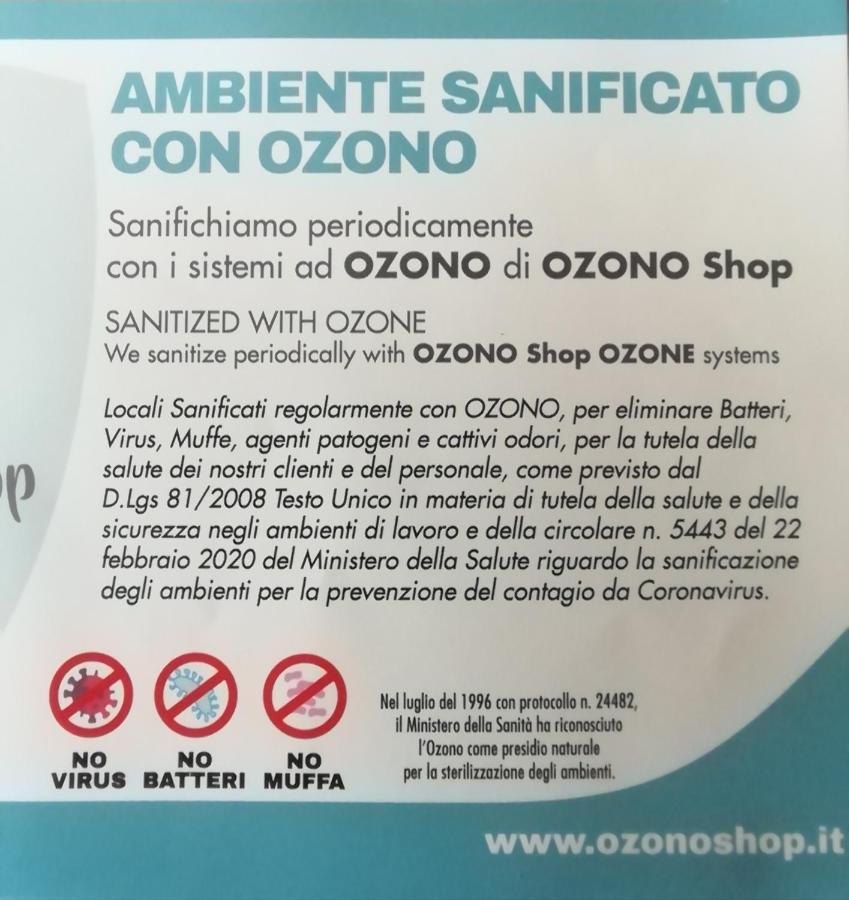 AMBIENTE SANIFICATO
CON OZONO
Sanifichiamo periodicamente
con i sistemi ad OZONO di OZONO Shop
SANITIZED WITH OZONE
We sanitize periodically with OZONO Shop OZONE systems
Locali Sanificati regolarmente con OZONO, per eliminare Batteri,
Virus, Muffe, agenti patogeni e cattivi odori, per la tutela della
salute dei nostri clienti e del personale, come previsto dal
D.Lgs 81/2008 Testo Unico in materia di tutela della salute e della
sicurezza negli ambienti di lavoro e della circolare n. 5443 del 22
febbraio 2020 del Ministero della Salute riguardo la sanificazione
degli ambienti per la prevenzione del contagio da Coronavirus.
NO
VIRUS
NO
BATTERI
NO
MUFFA
Nel luglio del 1996 con protocollo n. 24482,
il Ministero della Sanità ha riconosciuto
l'Ozono come presidio naturale
per la sterilizzazione degli ambienti.
www.ozonoshop.it